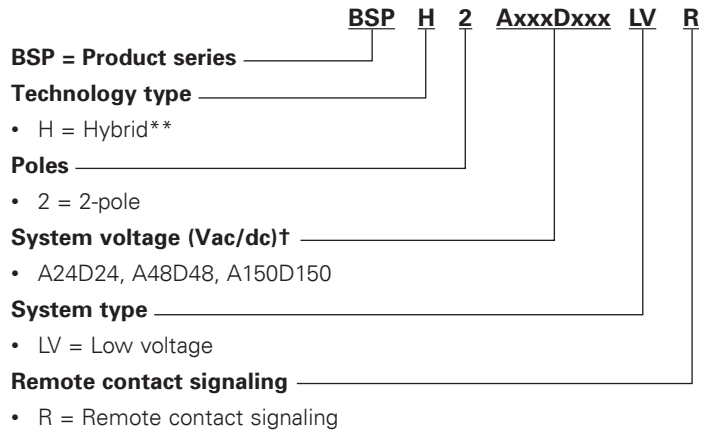 BSP H 2 AxxxDxxx LV R
BSP = Product series
Technology type
• H = Hybrid**
Poles
• 2 = 2-pole
System voltage (Vac/dc)†
• A24D24, A48D48, A150D150
System type
• LV = Low voltage
Remote contact signaling
• R = Remote contact signaling